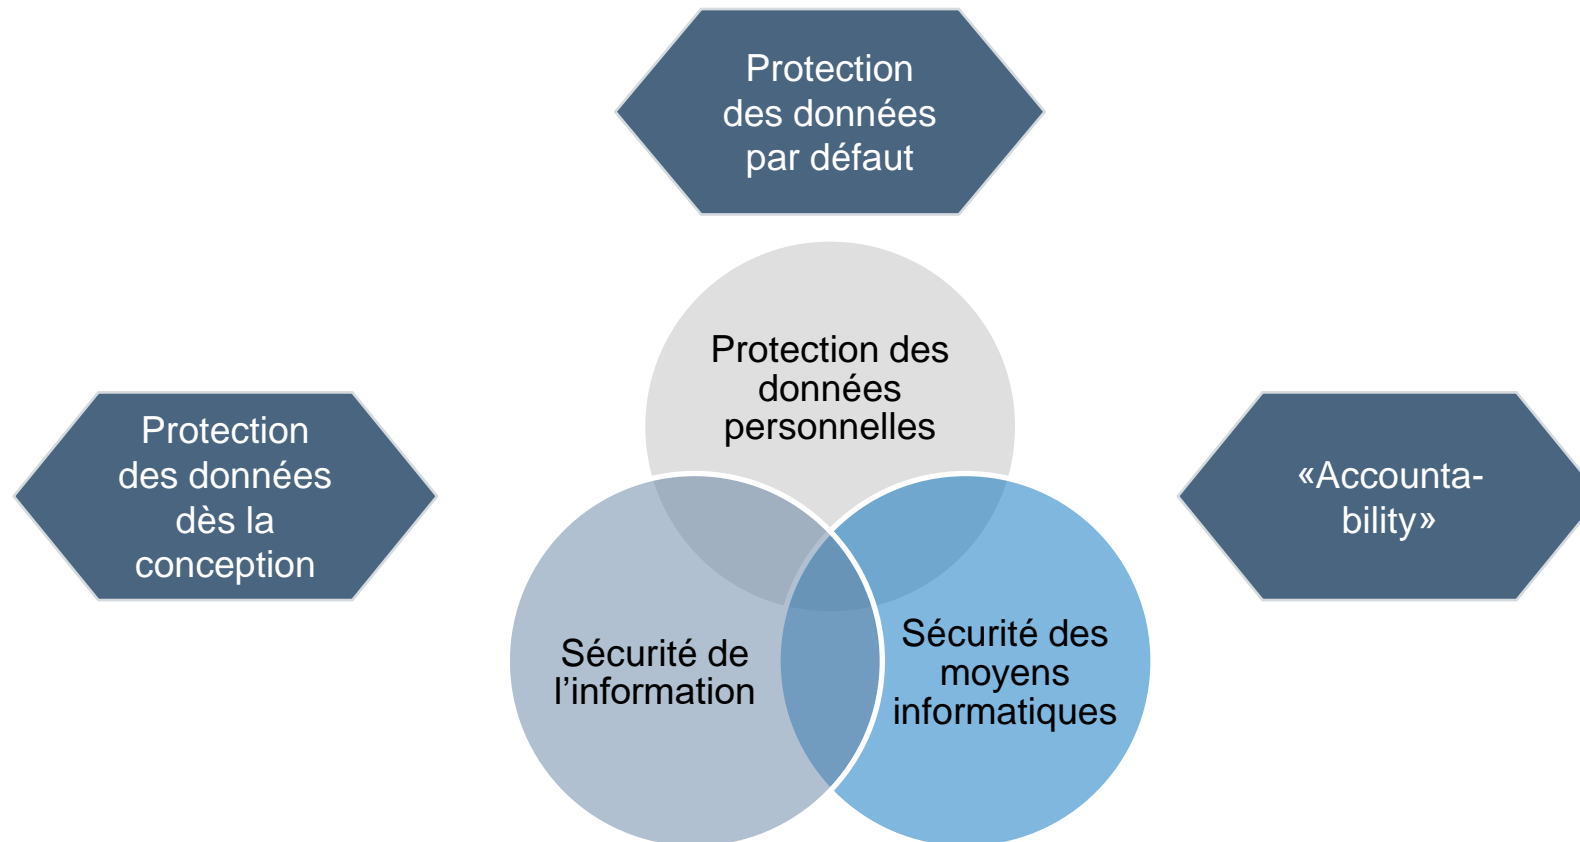 Protection
des données
par défaut
Protection des
données
personnelles
Protection
des données
dès la
conception
«Accounta-
bility»
Sécurité de
l’information
Sécurité des
moyens
informatiques